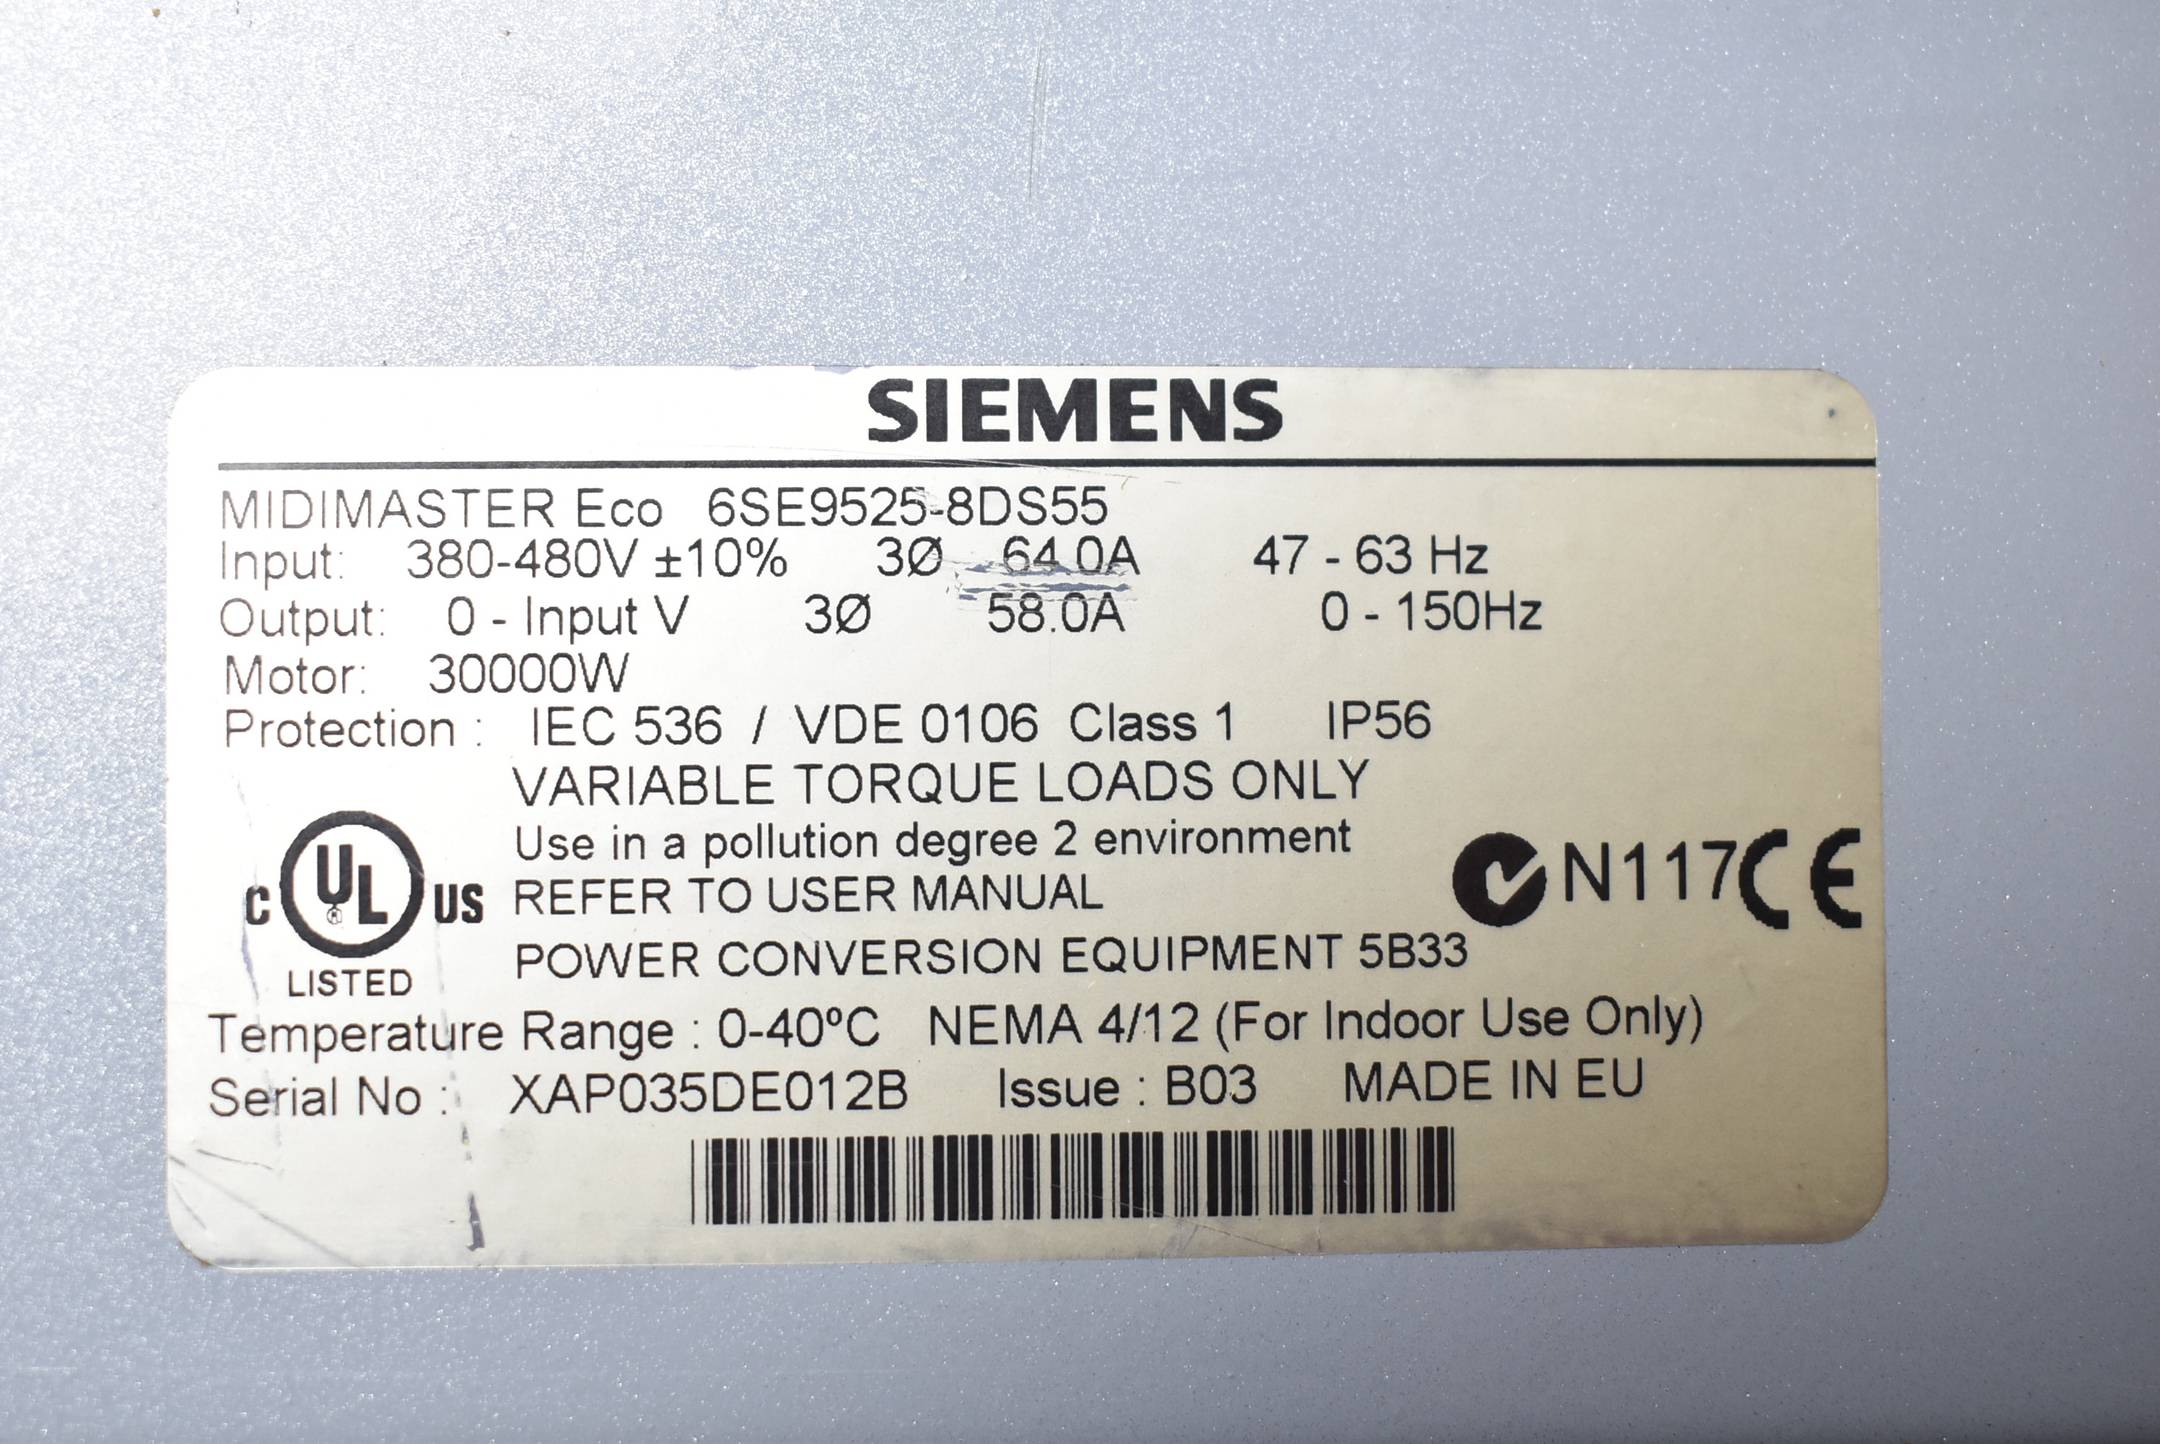 SIEMENS
MIDIMASTER Eco 6SE9525-8DS55
Input: 380-480V ±10% 3Ø 64.0A 47 - 63 Hz
Output: 0 - Input V 3Ø 58.0A 0 - 150Hz
Motor: 30000W
Protection : IEC 536 / VDE 0106 Class 1 IP56
VARIABLE TORQUE LOADS ONLY
Use in a pollution degree 2 environment
REFER TO USER MANUAL
C UL ® US
LISTED
N117 CE
POWER CONVERSION EQUIPMENT 5B33
Temperature Range : 0-40ºC NEMA 4/12 (For Indoor Use Only)
Serial No : XAP035DE012B Issue : B03 MADE IN EU